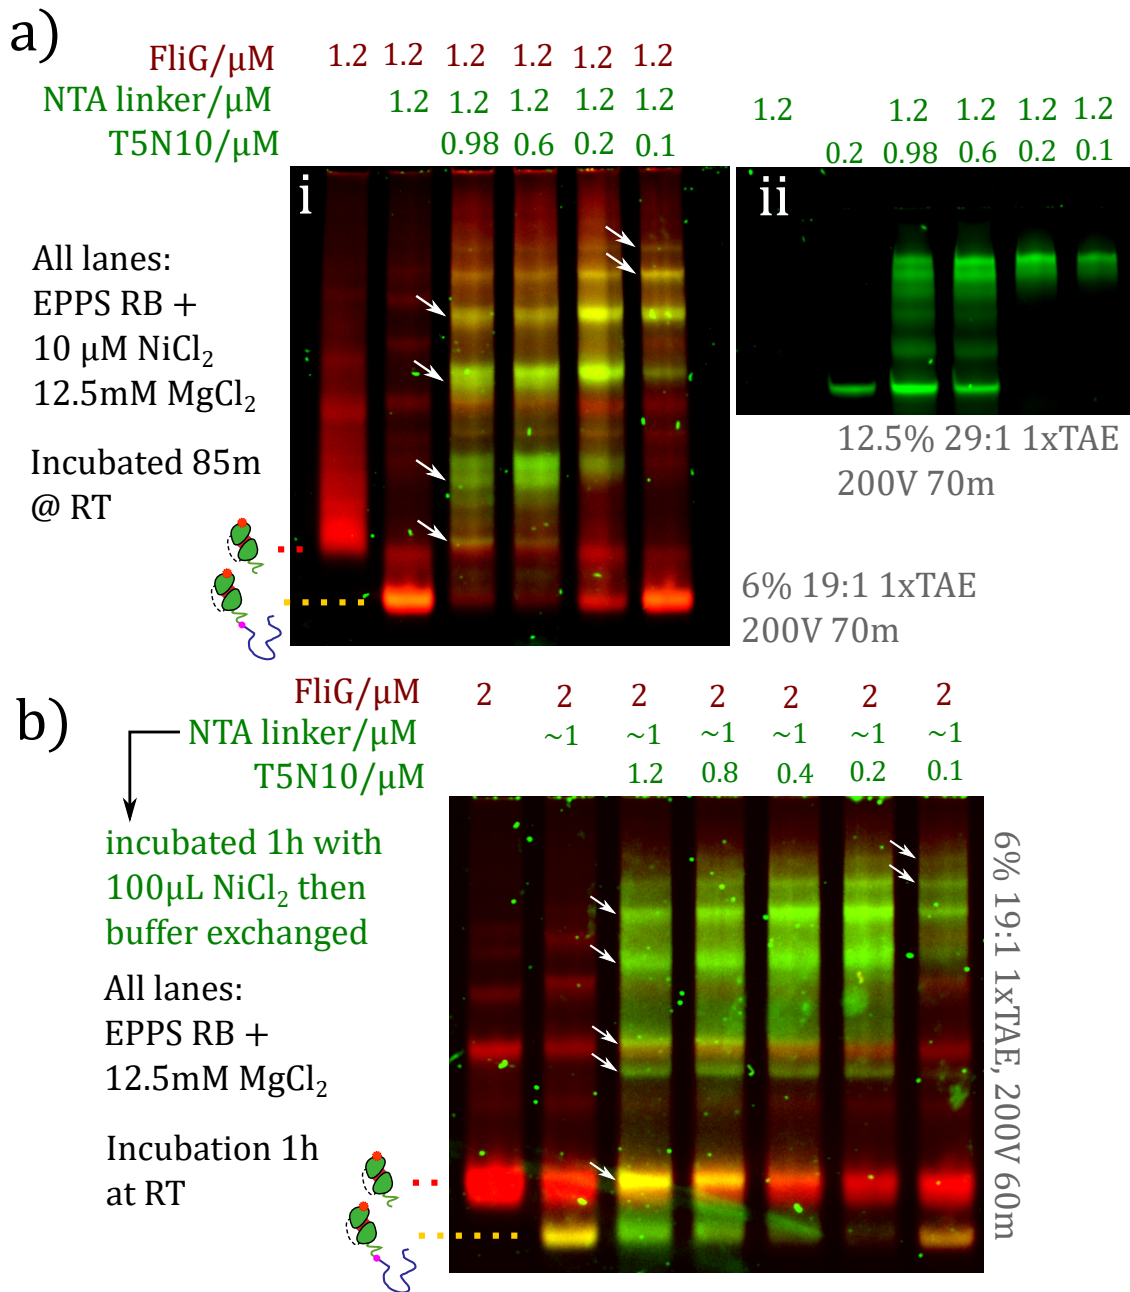 a)
FliG/μM 1.2 1.2 1.2 1.2 1.2 1.2
NTA linker/μM 1.2 1.2 1.2 1.2 1.2
T5N10/μM 0.98 0.6 0.2 0.1
1.2 1.2 1.2 1.2 1.2
0.2 0.98 0.6 0.2 0.1
i
ii
All lanes:
EPPS RB +
10 μM NiCl₂
12.5mM MgCl₂
Incubated 85m
@ RT
12.5% 29:1 1xTAE
200V 70m
6% 19:1 1xTAE
200V 70m
b)
FliG/μM 2 2 2 2 2 2 2
NTA linker/μM ~1 ~1 ~1 ~1 ~1 ~1
T5N10/μM 1.2 0.8 0.4 0.2 0.1
incubated 1h with
100μL NiCl₂ then
buffer exchanged
All lanes:
EPPS RB +
12.5mM MgCl₂
Incubation 1h
at RT
6% 19:1 1xTAE, 200V 60m